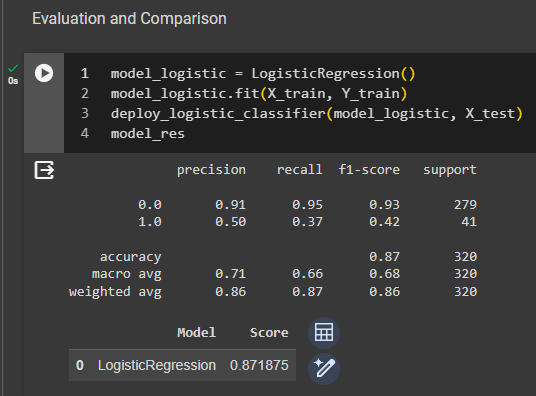 Evaluation and Comparison
0s
1 model_logistic = LogisticRegression()
2 model_logistic.fit(X_train, Y_train)
3 deploy_logistic_classifier(model_logistic, X_test)
4 model_res
precision recall f1-score support
0.0 0.91 0.95 0.93 279
1.0 0.50 0.37 0.42 41
accuracy 0.87 320
macro avg 0.71 0.66 0.68 320
weighted avg 0.86 0.87 0.86 320
Model Score
0 LogisticRegression 0.871875